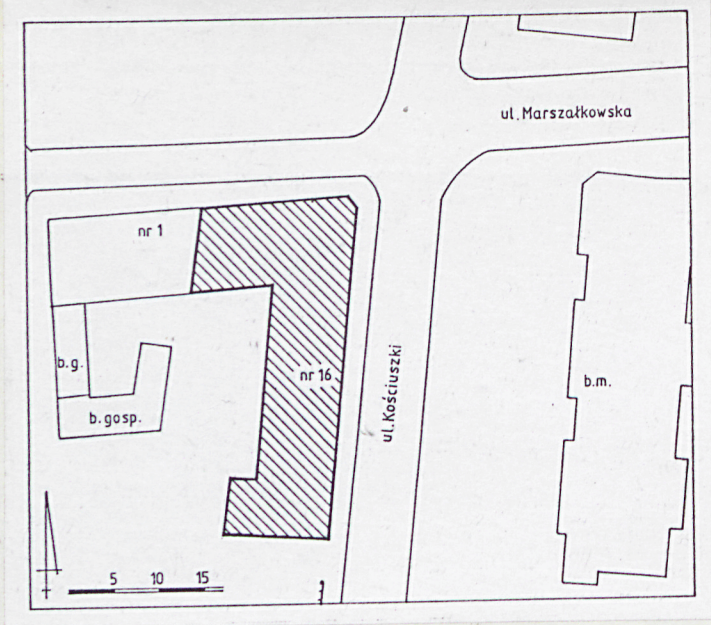 ul. Marszałkowska
nr 1
b.g.
nr 16
ul. Kościuszki
b.m.
b. gosp.
5 10 15